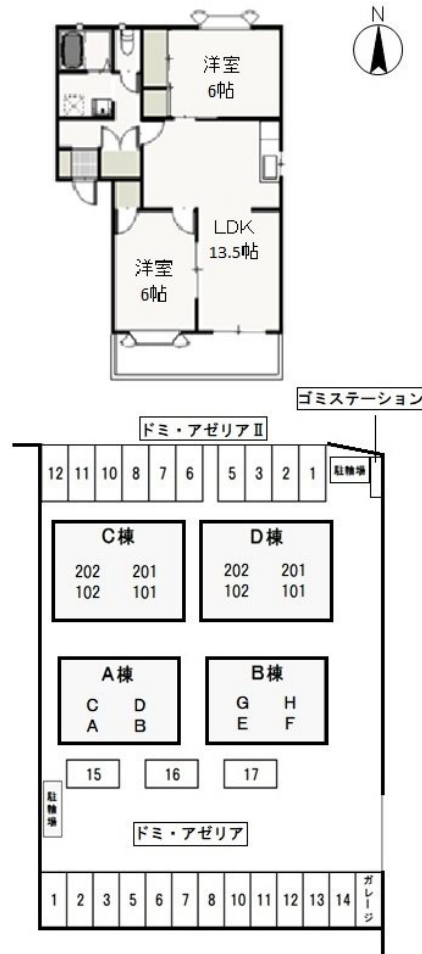 N
洋室
6帖
LDK
13.5帖
洋室
6帖
ゴミステーション
ドミ・アゼリアⅡ
12 11 10 8 7 6 5 3 2 1 駐輪場
C棟 D棟
202 201 202 201
102 101 102 101
A棟 B棟
C D G H
A B E F
15 16 17
駐輪場
ドミ・アゼリア
1 2 3 5 6 7 8 10 11 12 13 14 ガレージ